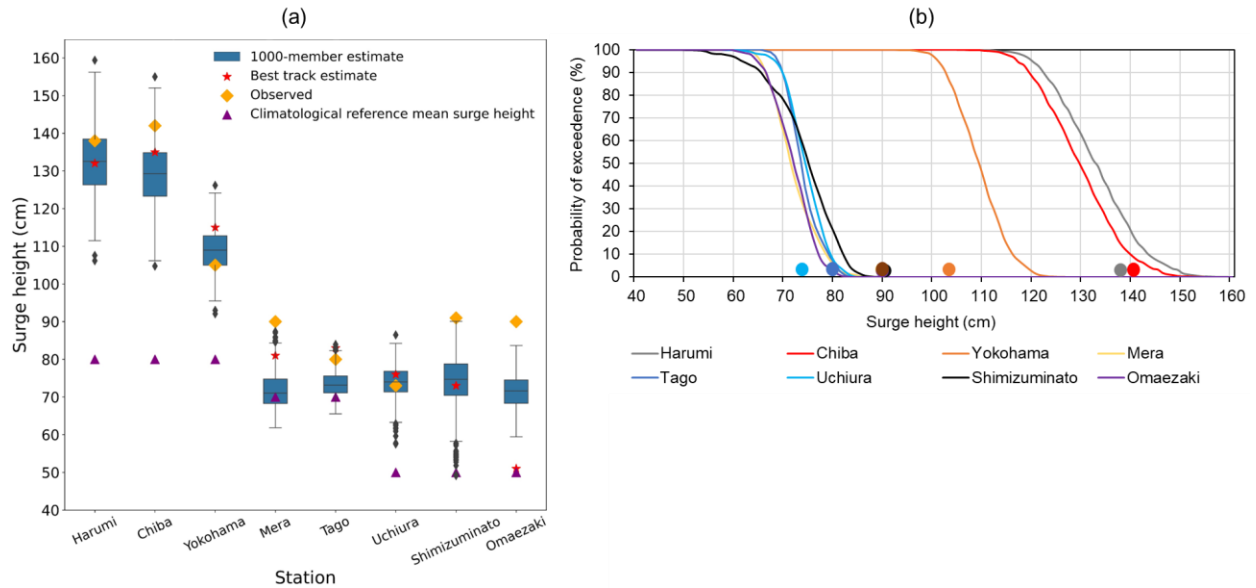 (a)
160
150
140
130
120
110
100
90
80
70
60
50
40
Surge height (cm)
1000-member estimate
Best track estimate
Observed
Climatological reference mean surge height
Harumi
Chiba
Yokohama
Mera
Tago
Uchiura
Shimizuminato
Omaezaki
Station
(b)
100
90
80
70
60
50
40
30
20
10
0
Probability of exceedence (%)
40 50 60 70 80 90 100 110 120 130 140 150 160
Surge height (cm)
Harumi Chiba Yokohama Mera
Tago Uchiura Shimizuminato Omaezaki